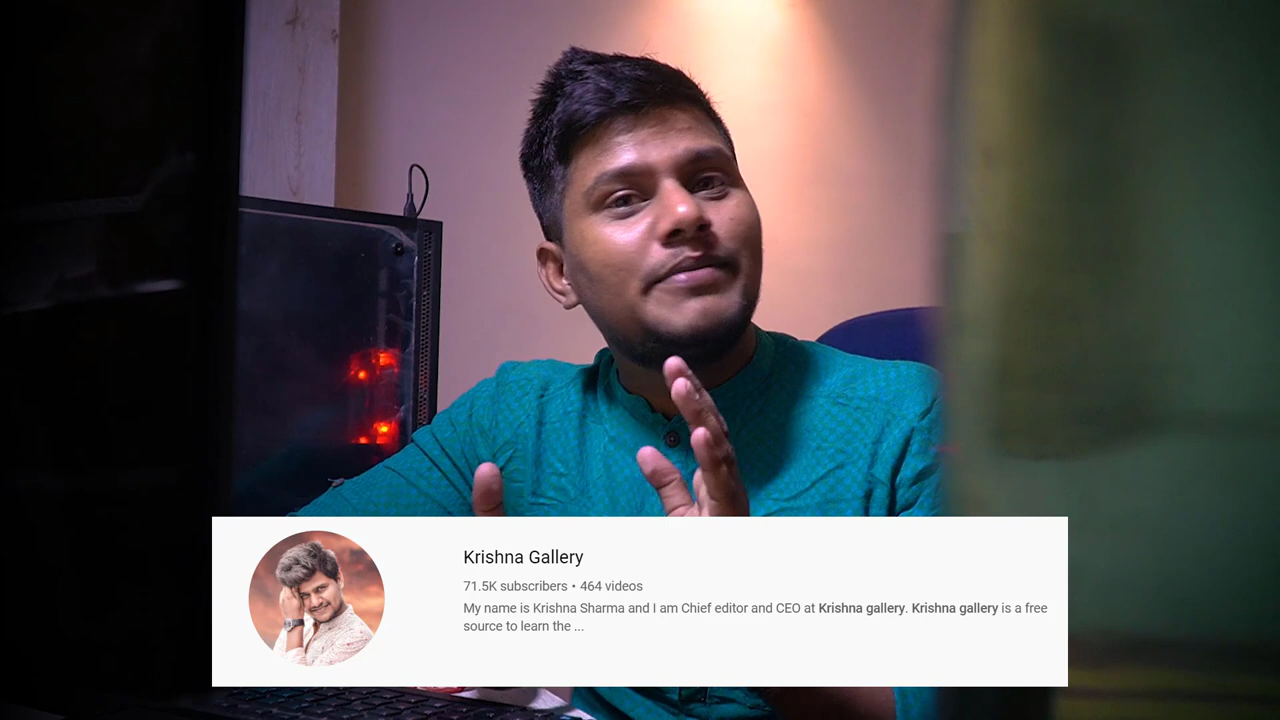 Krishna Gallery
71.5K subscribers • 464 videos
My name is Krishna Sharma and I am Chief editor and CEO at Krishna gallery. Krishna gallery is a free
source to learn the ...